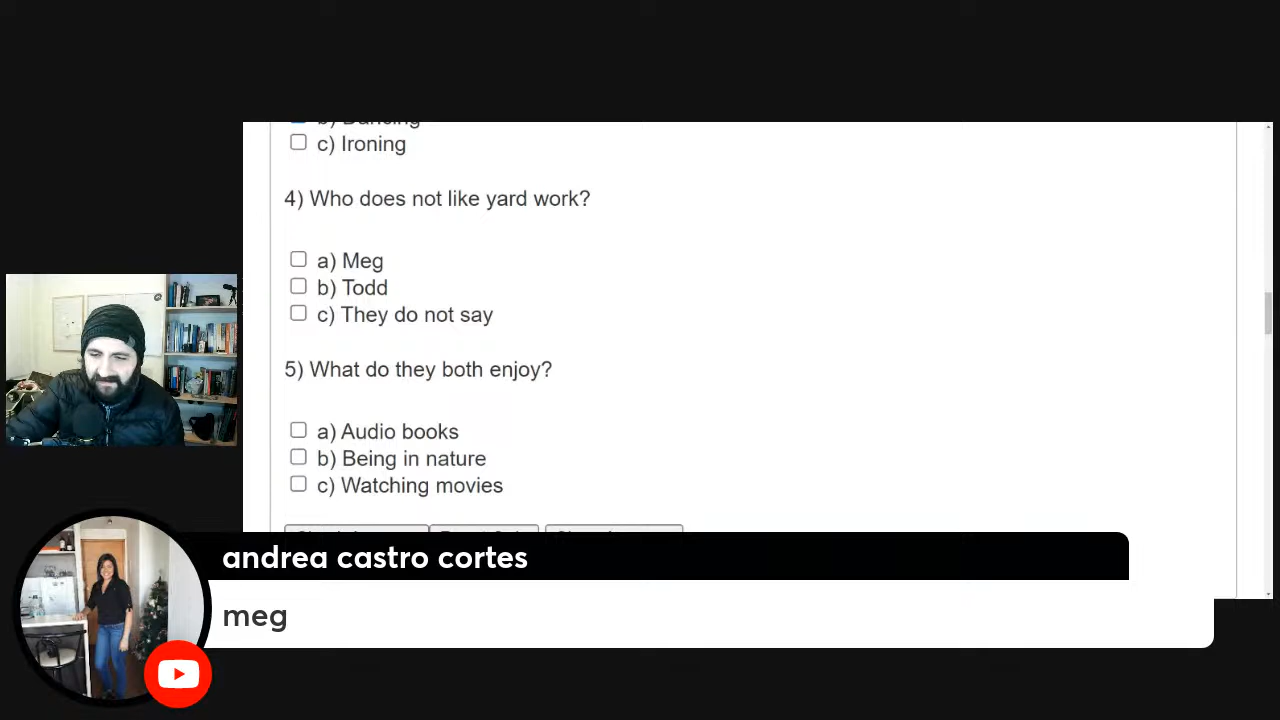 b) Dancing
c) Ironing
4) Who does not like yard work?
a) Meg
b) Todd
c) They do not say
5) What do they both enjoy?
a) Audio books
b) Being in nature
c) Watching movies
andrea castro cortes
meg